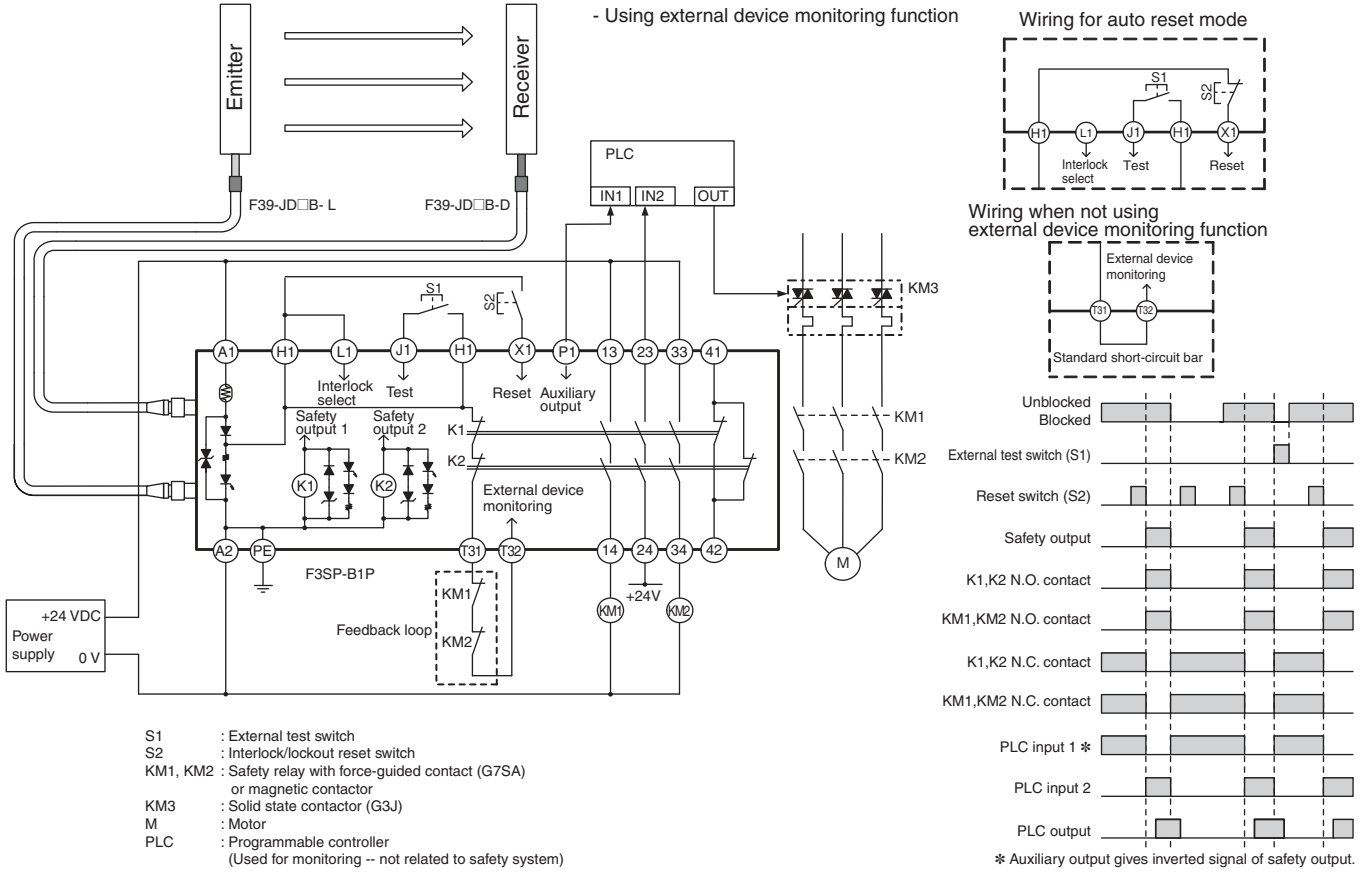 - Using external device monitoring function
Emitter
Receiver
F39-JD□B- L
F39-JD□B-D
PLC
IN1
IN2
OUT
KM3
S1
S2
A1
H1
L1
J1
H1
X1
P1
13
23
33
41
Interlock
select
Test
Reset
Auxiliary
output
Safety
output 1
Safety
output 2
K1
K2
K1
K2
External device
monitoring
KM1
KM2
M
A2
PE
T31
T32
14
24
34
42
F3SP-B1P
+24V
KM1
KM2
KM1
KM2
Feedback loop
+24 VDC
Power
supply
0 V
S1 : External test switch
S2 : Interlock/lockout reset switch
KM1, KM2 : Safety relay with force-guided contact (G7SA)
or magnetic contactor
KM3 : Solid state contactor (G3J)
M : Motor
PLC : Programmable controller
(Used for monitoring -- not related to safety system)
Wiring for auto reset mode
S1
S2
H1
L1
J1
H1
X1
Interlock
select
Test
Reset
Wiring when not using
external device monitoring function
External device
monitoring
T31
T32
Standard short-circuit bar
Unblocked
Blocked
External test switch (S1)
Reset switch (S2)
Safety output
K1,K2 N.O. contact
KM1,KM2 N.O. contact
K1,K2 N.C. contact
KM1,KM2 N.C. contact
PLC input 1 ✻
PLC input 2
PLC output
✻ Auxiliary output gives inverted signal of safety output.